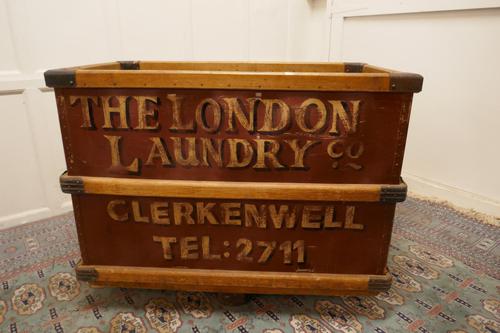 THE LONDON
LAUNDRY CO
CLERKENWELL
TEL: 2711